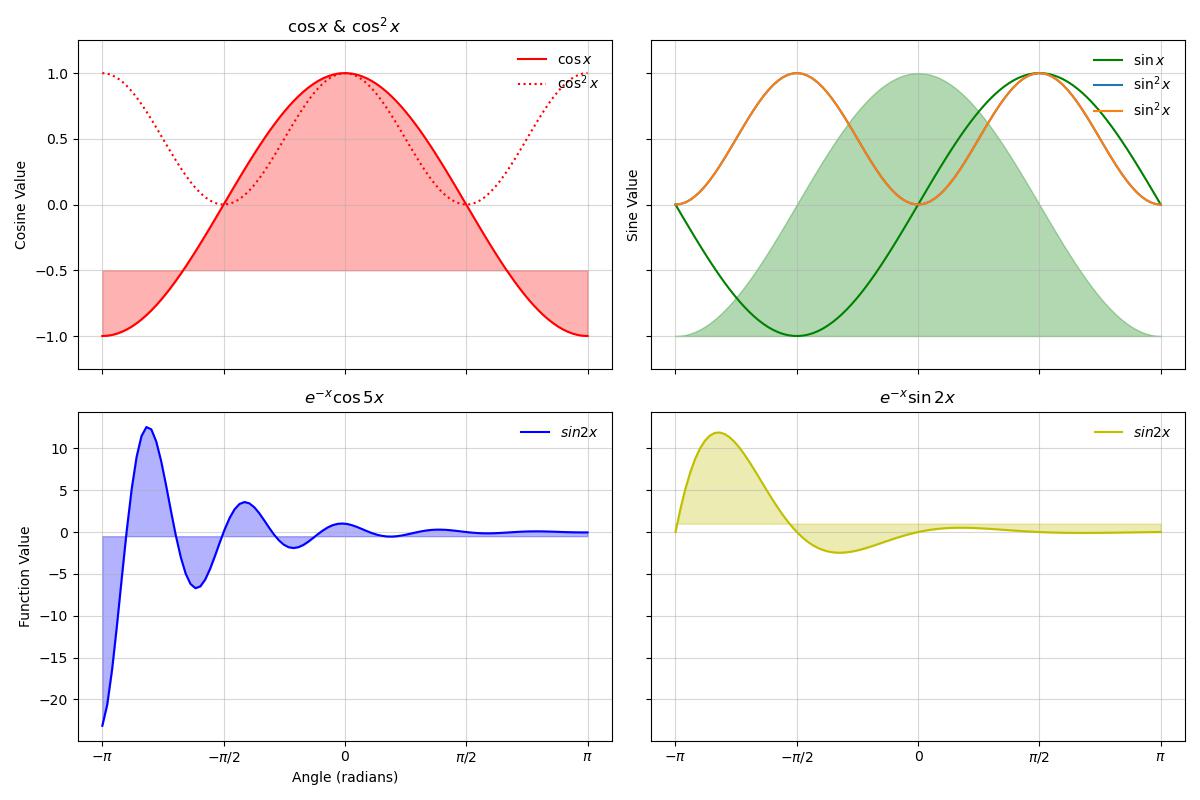 cos x & cos² x
cos x
cos² x
1.0
0.5
0.0
−0.5
−1.0
Cosine Value
sin x
sin² x
sin² x
Sine Value
e⁻ˣ cos 5x
sin2x
10
5
0
−5
−10
−15
−20
Function Value
−π −π/2 0 π/2 π
Angle (radians)
e⁻ˣ sin 2x
sin2x
−π −π/2 0 π/2 π